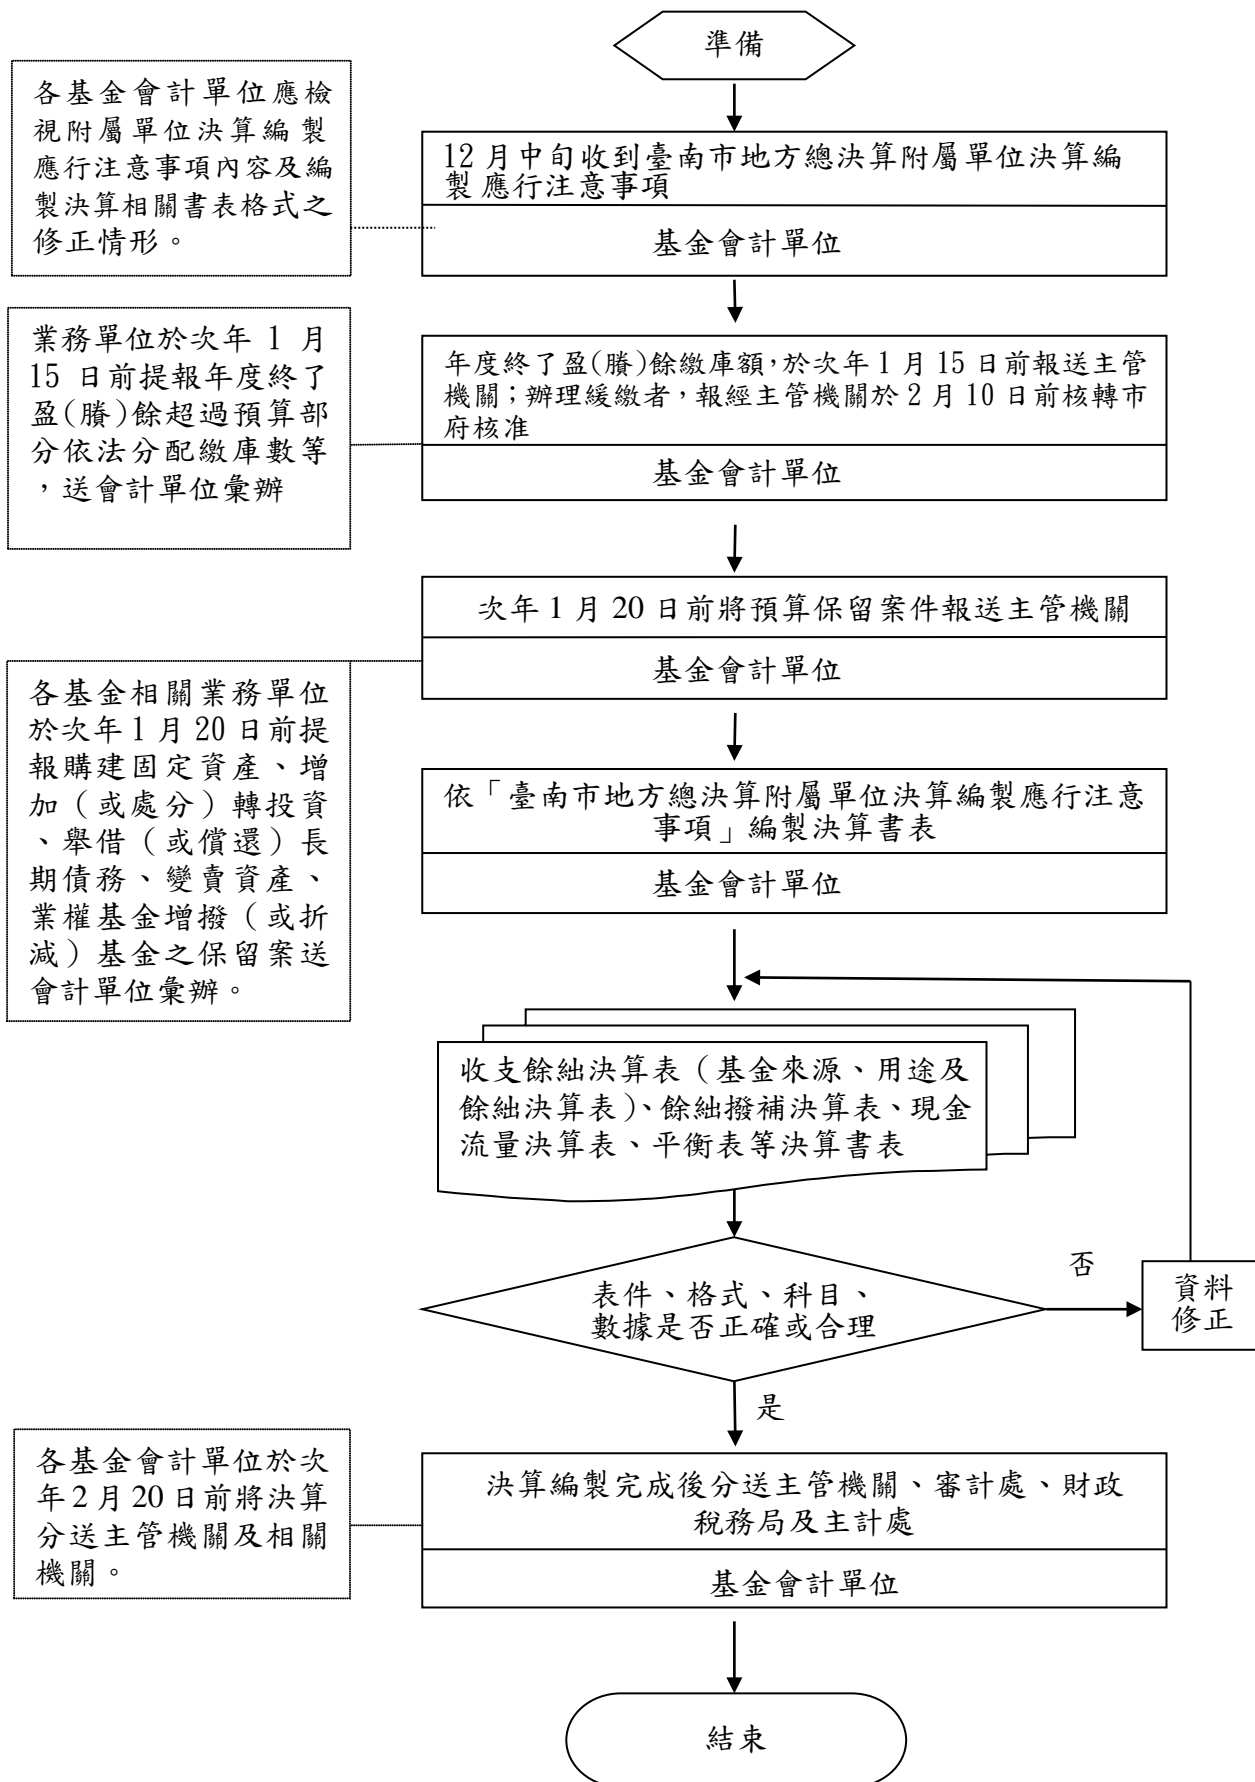 準備
各基金會計單位應檢
視附屬單位決算編製
應行注意事項內容及編
製決算相關書表格式之
修正情形。
12月中旬收到臺南市地方總決算附屬單位決算編
製應行注意事項
基金會計單位
業務單位於次年 1 月
15 日前提報年度終了
盈(賸)餘超過預算部
分依法分配繳庫數等
，送會計單位彙辦
年度終了盈(賸)餘繳庫額，於次年1月15日前報送主管
機關；辦理緩繳者，報經主管機關於2月10日前核轉市
府核准
基金會計單位
次年1月20日前將預算保留案件報送主管機關
基金會計單位
各基金相關業務單位
於次年1月20日前提
報購建固定資產、增
加（或處分）轉投資
、舉借（或償還）長
期債務、變賣資產、
業權基金增撥（或折
減）基金之保留案送
會計單位彙辦。
依「臺南市地方總決算附屬單位決算編製應行注意
事項」編製決算書表
基金會計單位
收支餘絀決算表（基金來源、用途及
餘絀決算表）、餘絀撥補決算表、現金
流量決算表、平衡表等決算書表
表件、格式、科目、
數據是否正確或合理
否
資料
修正
是
各基金會計單位於次
年2月20日前將決算
分送主管機關及相關
機關。
決算編製完成後分送主管機關、審計處、財政
稅務局及主計處
基金會計單位
結束